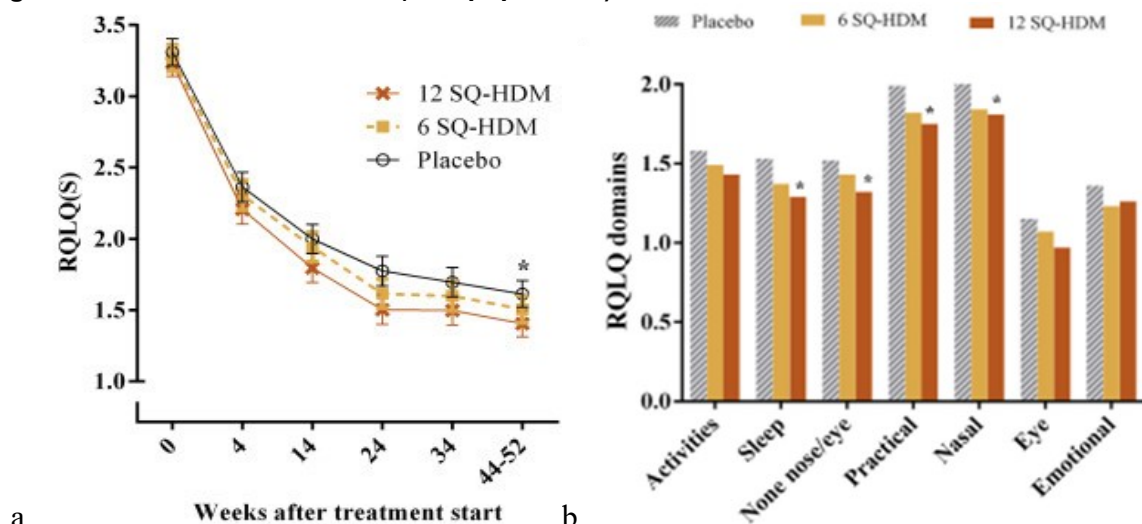 3.5
3.0
2.5
2.0
1.5
1.0
RQLQ(S)
12 SQ-HDM
6 SQ-HDM
Placebo
*
0
4
14
24
34
44-52
Weeks after treatment start
a
Placebo
6 SQ-HDM
12 SQ-HDM
2.0
1.5
1.0
0.5
0.0
RQLQ domains
*
*
*
*
Activities
Sleep
None nose/eye
Practical
Nasal
Eye
Emotional
b